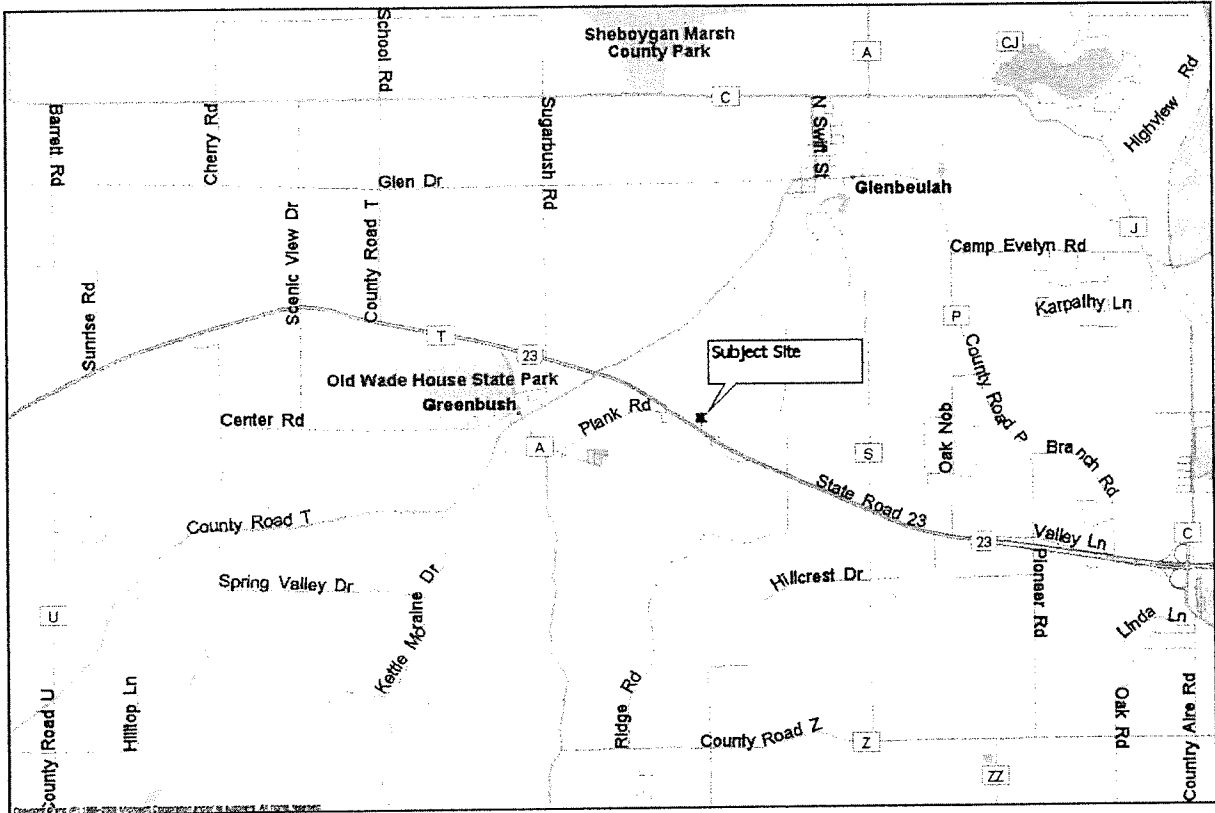 School Rd
Sheboygan Marsh
County Park
A
CJ
Highview Rd
Barrett Rd
Cherry Rd
Sugarbush Rd
C
N Swift St
Glen Dr
Glenbeulah
Scenic View Dr
County Road T
J
Camp Evelyn Rd
Sunrise Rd
Karpathy Ln
P
T
23
Subject Site
County Road P
Old Wade House State Park
Greenbush
Center Rd
Plank Rd
A
S
Oak Nob
Branch Rd
State Road 23
County Road T
23
Valley Ln
C
Spring Valley Dr
Kettle Moraine Dr
Hillcrest Dr
Pioneer Rd
U
Linda Ln
County Road U
Hilltop Ln
Ridge Rd
County Road Z
Z
Oak Rd
Country Aire Rd
ZZ